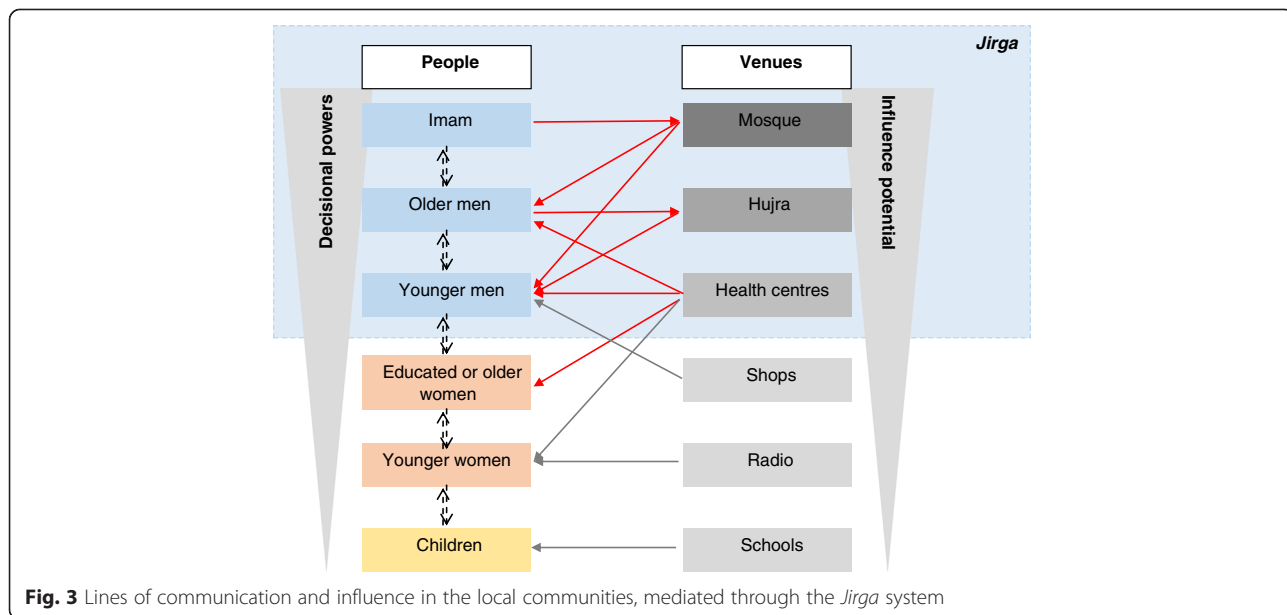 Jirga
People
Venues
Decisional powers
Influence potential
Imam
Mosque
Older men
Hujra
Younger men
Health centres
Educated or older
women
Shops
Younger women
Radio
Children
Schools
Fig. 3 Lines of communication and influence in the local communities, mediated through the Jirga system